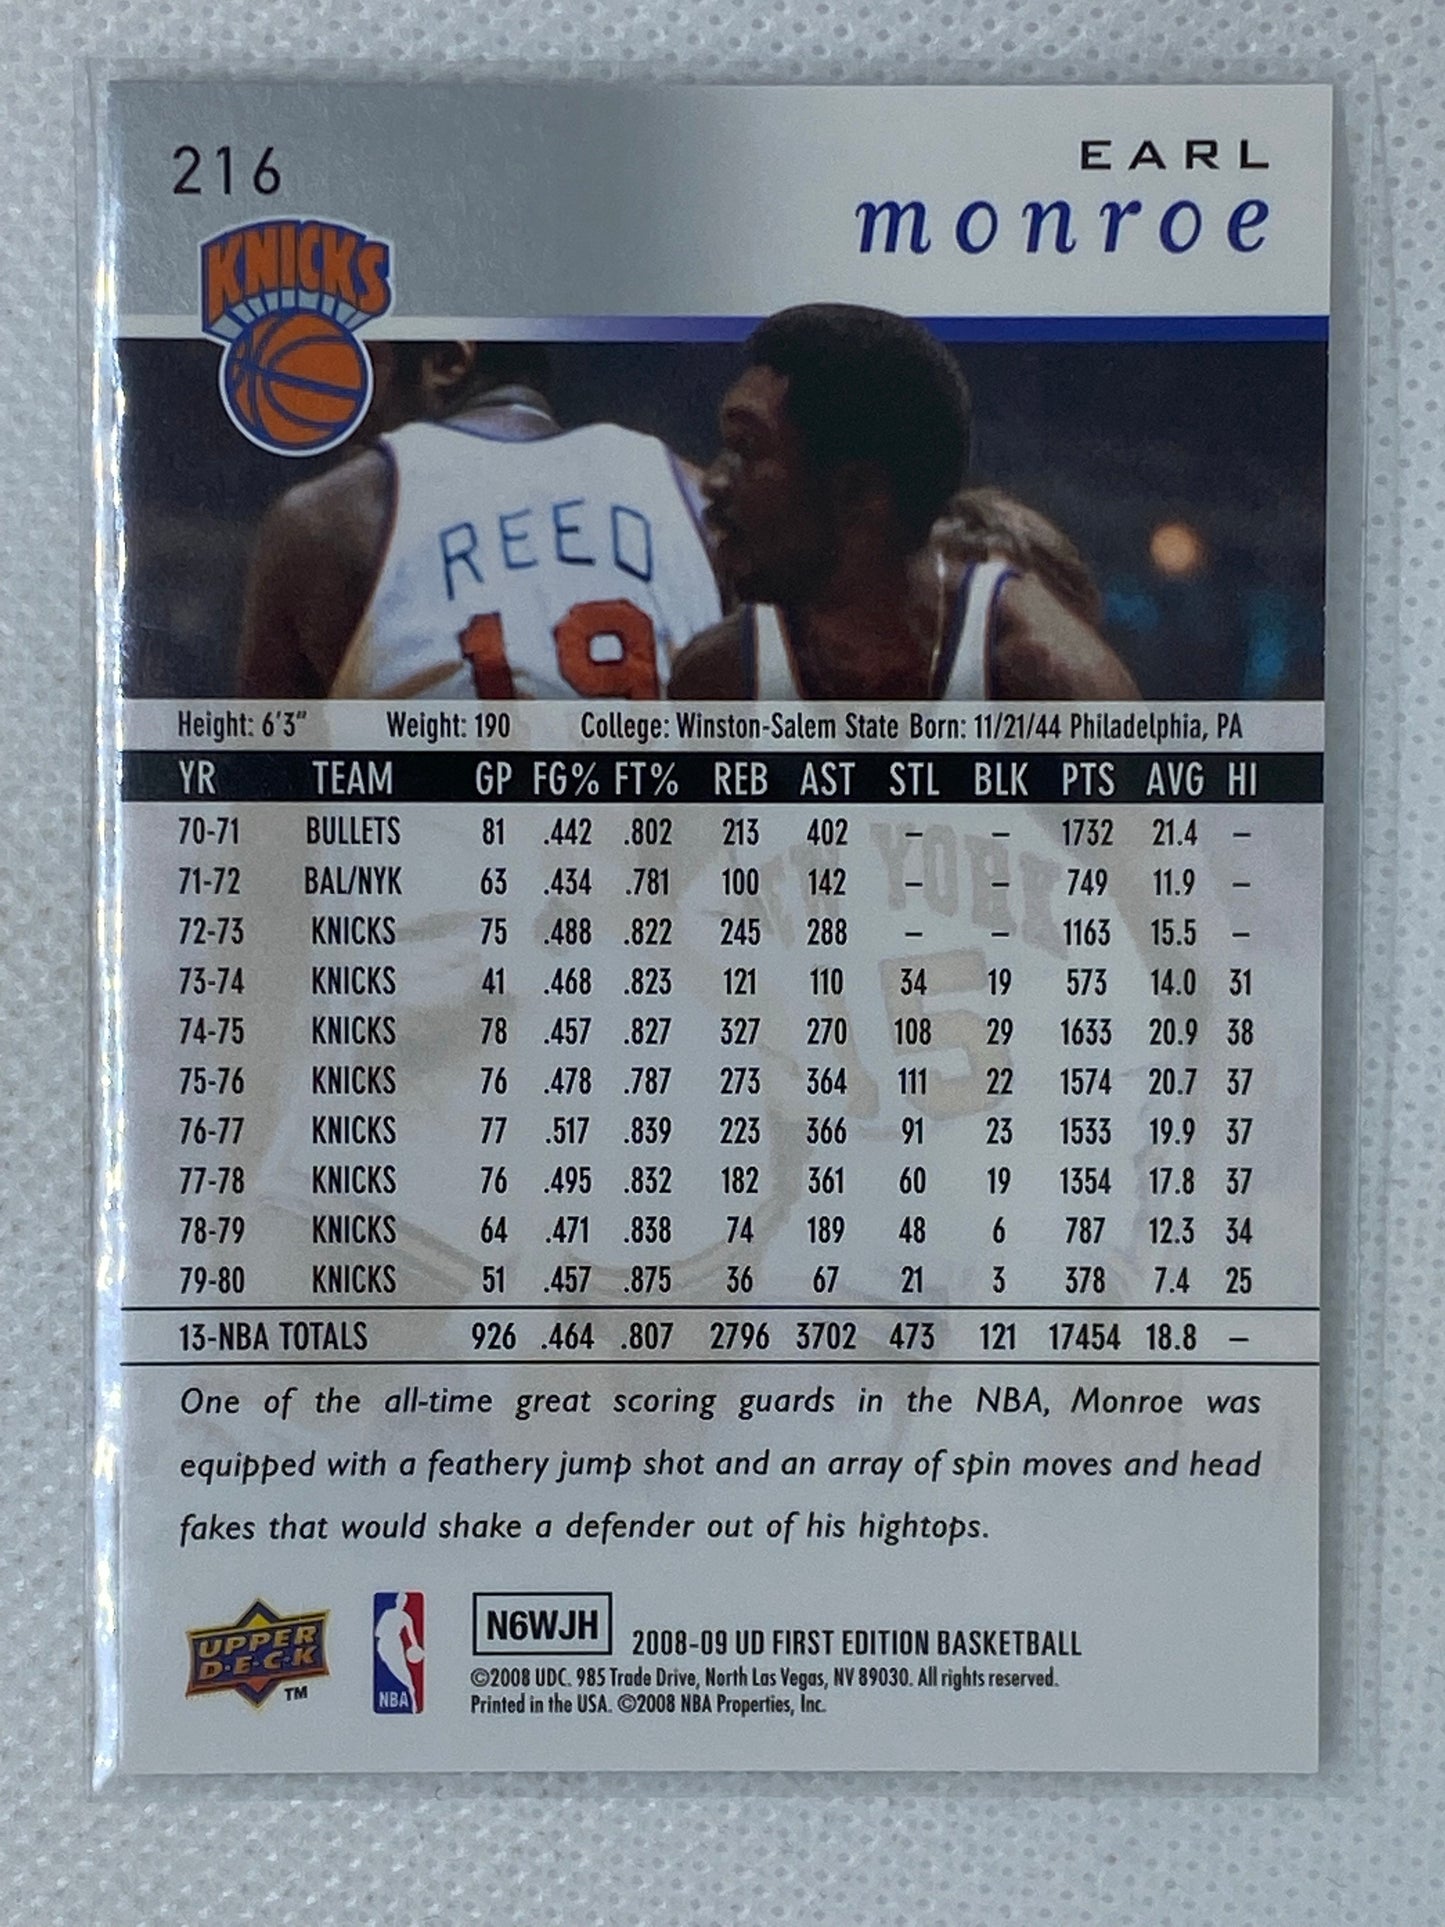 216
EARL
monroe
KNICKS
REED
19
Height: 6'3" Weight: 190 College: Winston-Salem State Born: 11/21/44 Philadelphia, PA
YR TEAM GP FG% FT% REB AST STL BLK PTS AVG HI
70-71 BULLETS 81 .442 .802 213 402 – – 1732 21.4 –
71-72 BAL/NYK 63 .434 .781 100 142 – – 749 11.9 –
72-73 KNICKS 75 .488 .822 245 288 – – 1163 15.5 –
73-74 KNICKS 41 .468 .823 121 110 34 19 573 14.0 31
74-75 KNICKS 78 .457 .827 327 270 108 29 1633 20.9 38
75-76 KNICKS 76 .478 .787 273 364 111 22 1574 20.7 37
76-77 KNICKS 77 .517 .839 223 366 91 23 1533 19.9 37
77-78 KNICKS 76 .495 .832 182 361 60 19 1354 17.8 37
78-79 KNICKS 64 .471 .838 74 189 48 6 787 12.3 34
79-80 KNICKS 51 .457 .875 36 67 21 3 378 7.4 25
13-NBA TOTALS 926 .464 .807 2796 3702 473 121 17454 18.8 –
NEW YORK
15
One of the all-time great scoring guards in the NBA, Monroe was
equipped with a feathery jump shot and an array of spin moves and head
fakes that would shake a defender out of his hightops.
UPPER
D·E·C·K
TM
NBA
N6WJH 2008-09 UD FIRST EDITION BASKETBALL
©2008 UDC. 985 Trade Drive, North Las Vegas, NV 89030. All rights reserved.
Printed in the USA. ©2008 NBA Properties, Inc.